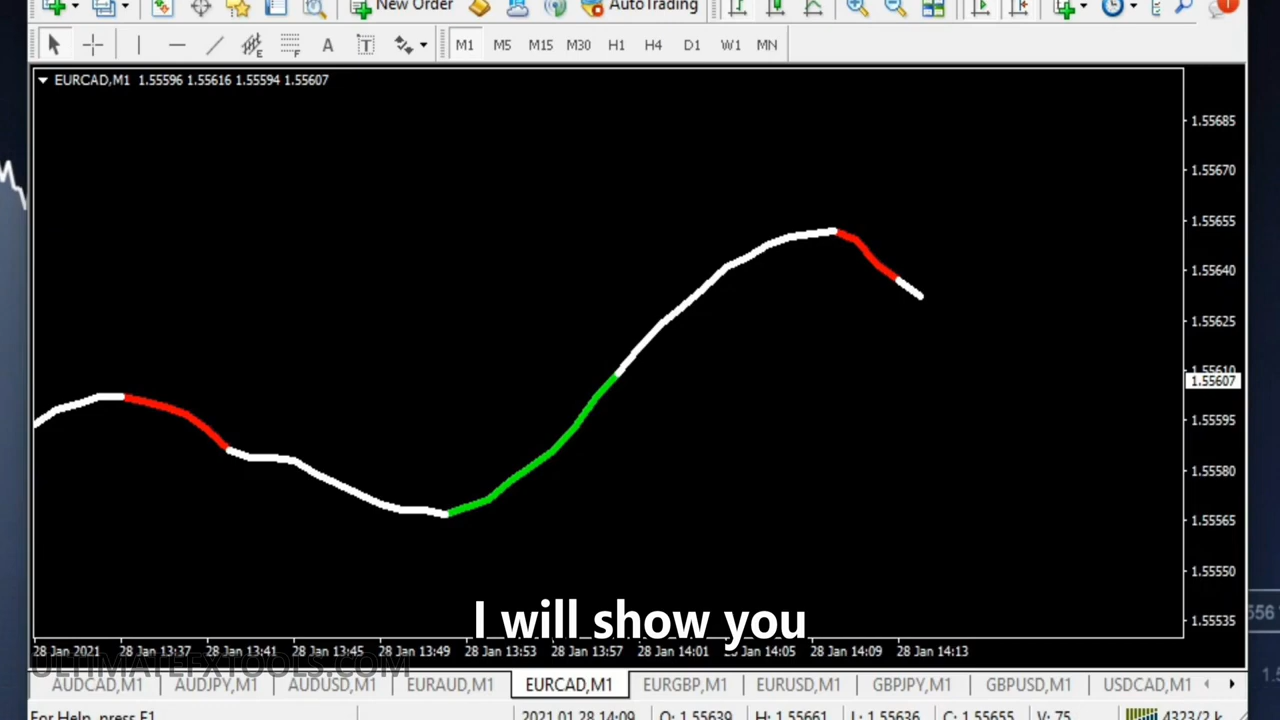 New Order
AutoTrading
1
E
F
A
T
M1 M5 M15 M30 H1 H4 D1 W1 MN
EURCAD,M1 1.55596 1.55616 1.55594 1.55607
1.55685
1.55670
1.55655
1.55640
1.55625
1.55610
1.55607
1.55595
1.55580
1.55565
1.55550
1.55535
I will show you
28 Jan 2021 28 Jan 13:37 28 Jan 13:41 28 Jan 13:45 28 Jan 13:49 28 Jan 13:53 28 Jan 13:57 28 Jan 14:01 28 Jan 14:05 28 Jan 14:09 28 Jan 14:13
ULTIMATEFXTOOLS.COM
AUDCAD,M1 AUDJPY,M1 AUDUSD,M1 EURAUD,M1 EURCAD,M1 EURGBP,M1 EURUSD,M1 GBPJPY,M1 GBPUSD,M1 USDCAD,M1
For Help, press F1 2021.01.28 14:09 O: 1.55639 H: 1.55661 L: 1.55636 C: 1.55655 V: 75 4323/2 k